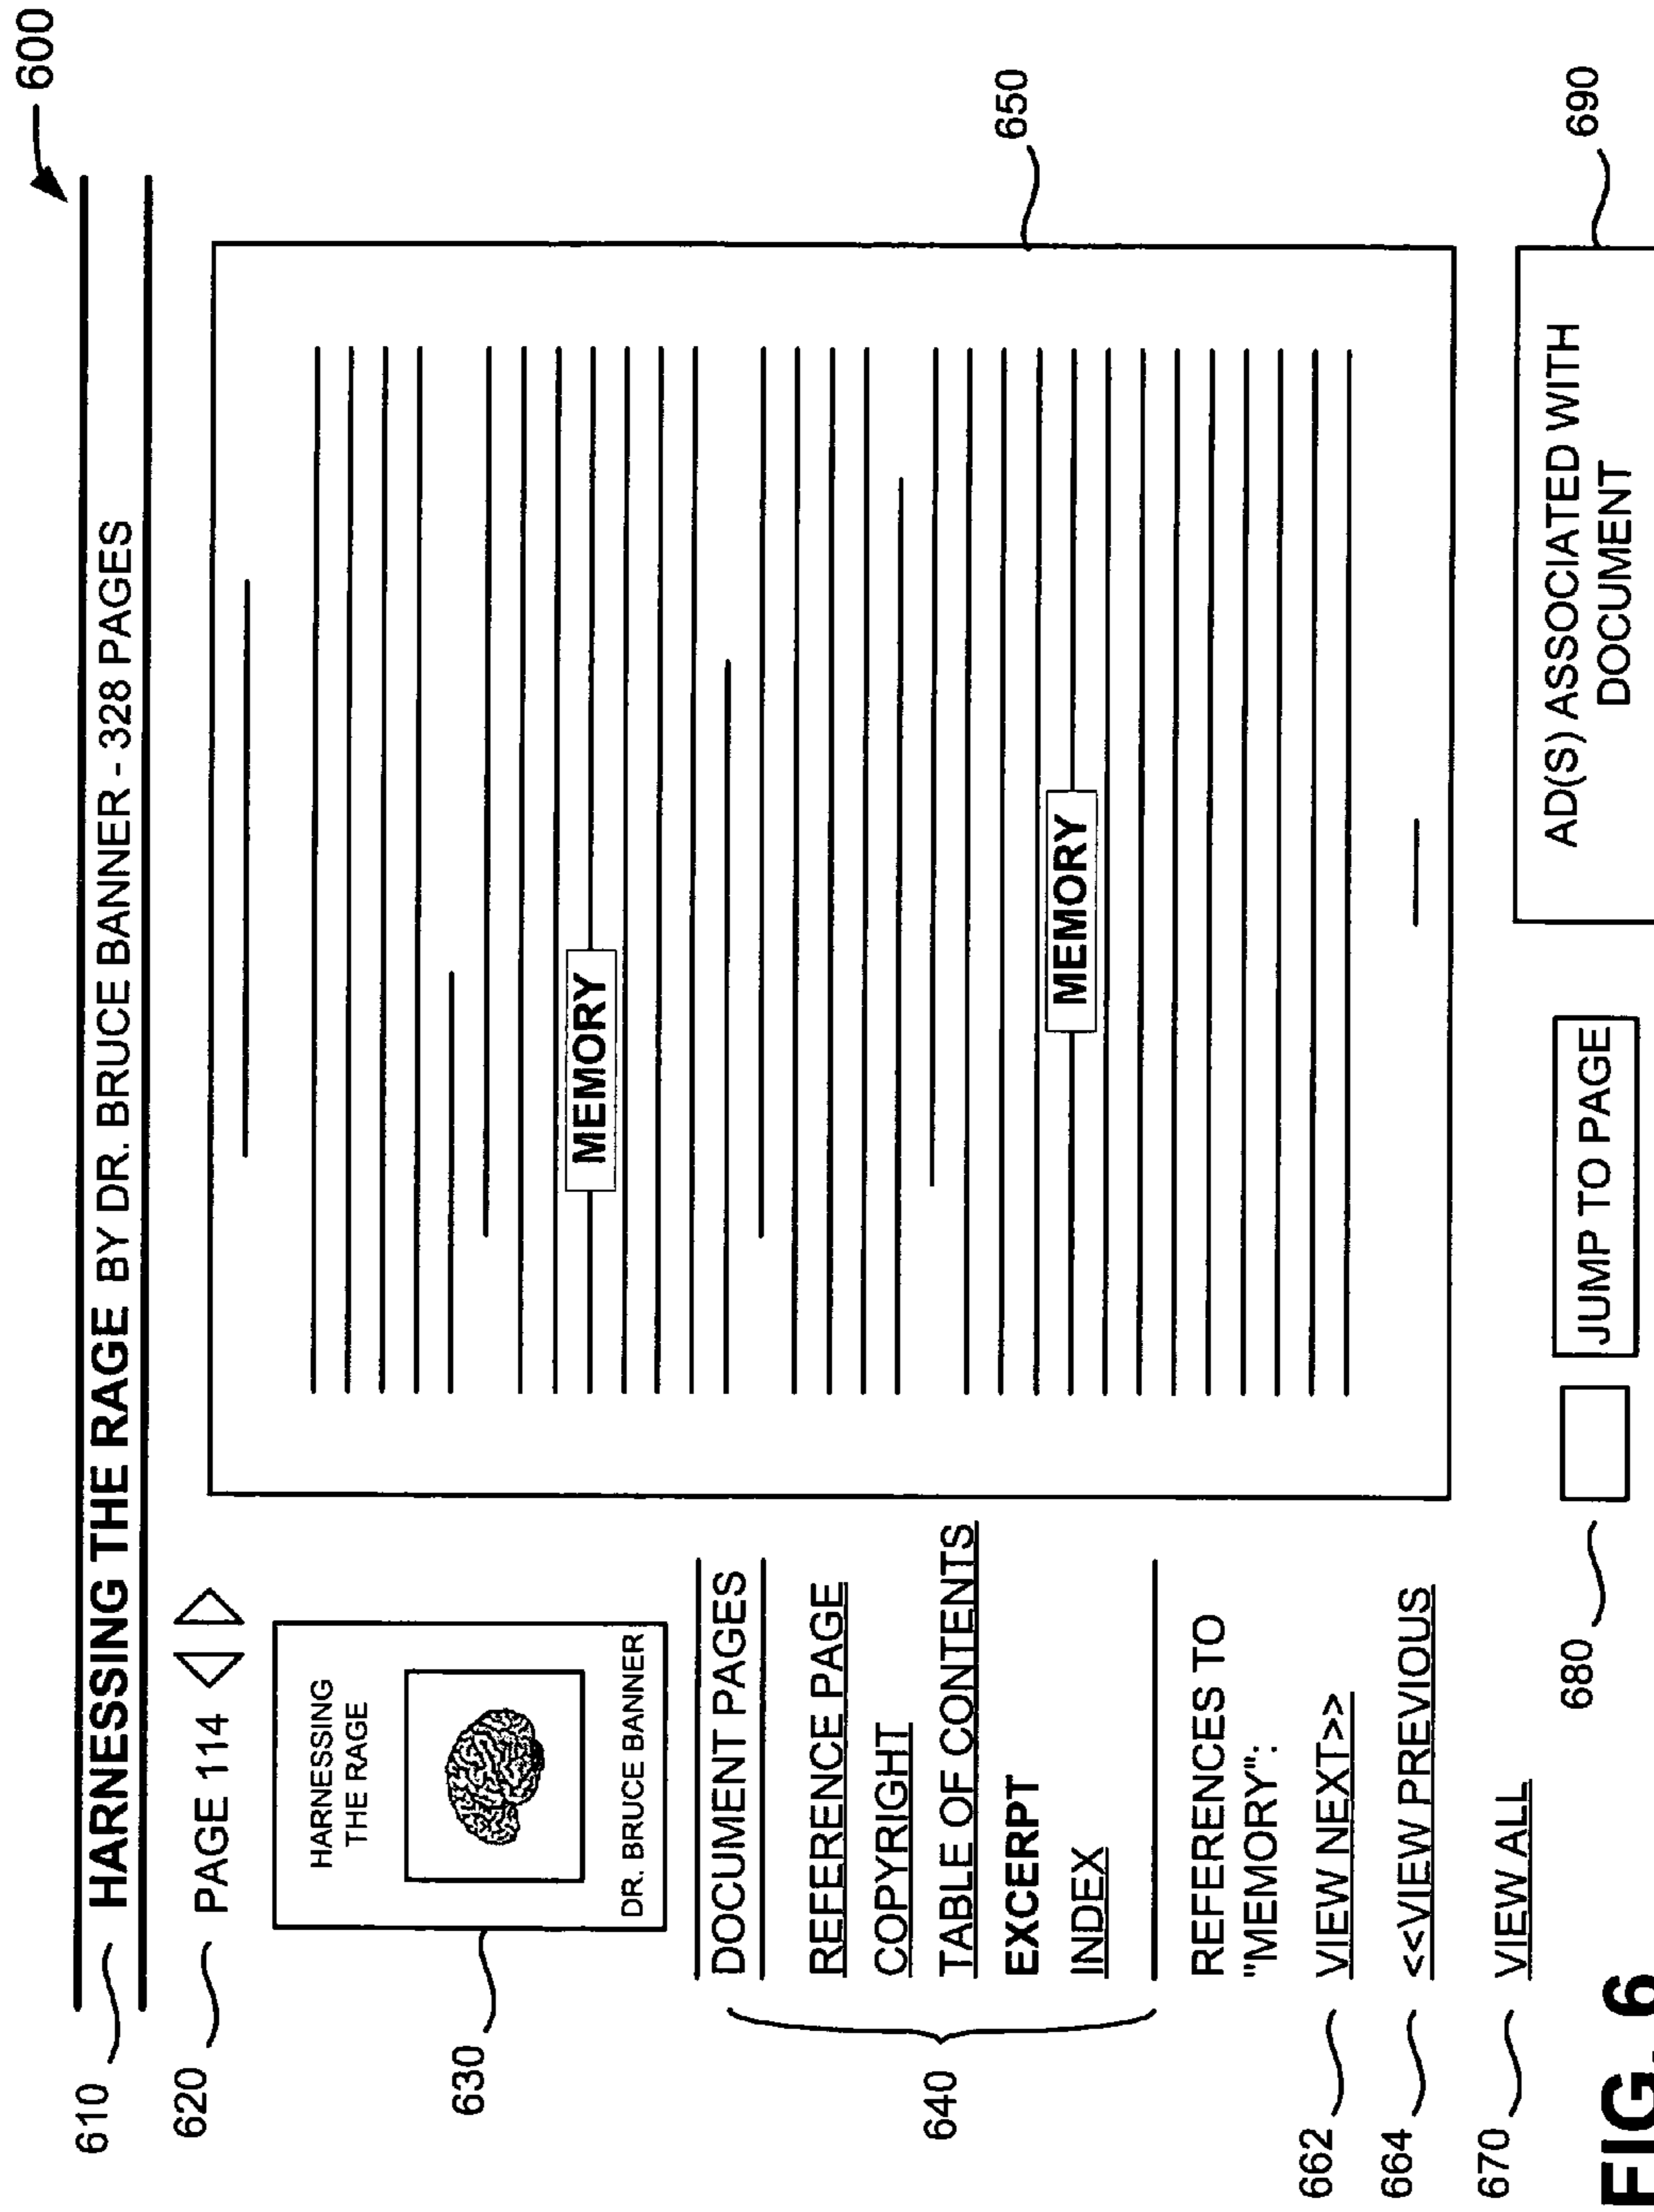 600
610
HARNESSING THE RAGE BY DR. BRUCE BANNER - 328 PAGES
620
PAGE 114
630
HARNESSING
THE RAGE
DR. BRUCE BANNER
640
DOCUMENT PAGES
REFERENCE PAGE
COPYRIGHT
TABLE OF CONTENTS
EXCERPT
INDEX
REFERENCES TO
"MEMORY":
662
VIEW NEXT>>
664
<<VIEW PREVIOUS
670
VIEW ALL
MEMORY
MEMORY
650
680
JUMP TO PAGE
AD(S) ASSOCIATED WITH
DOCUMENT
690
FIG. 6